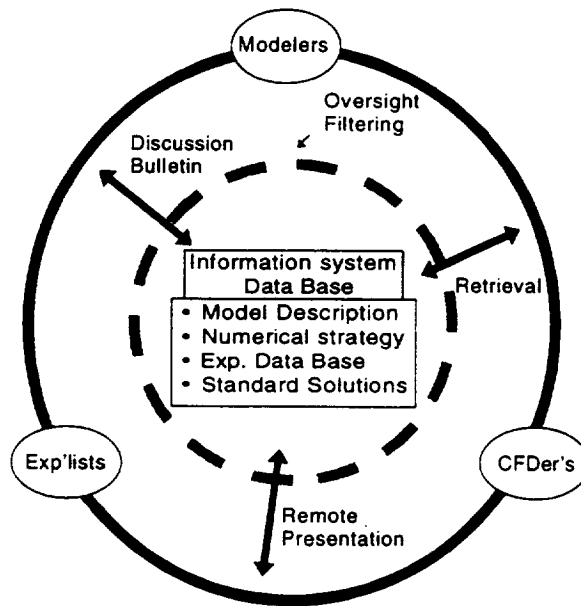 Modelers
Oversight
Filtering
Discussion
Bulletin
Information system
Data Base
Retrieval
• Model Description
• Numerical strategy
• Exp. Data Base
• Standard Solutions
Exp'lists
CFDer's
Remote
Presentation